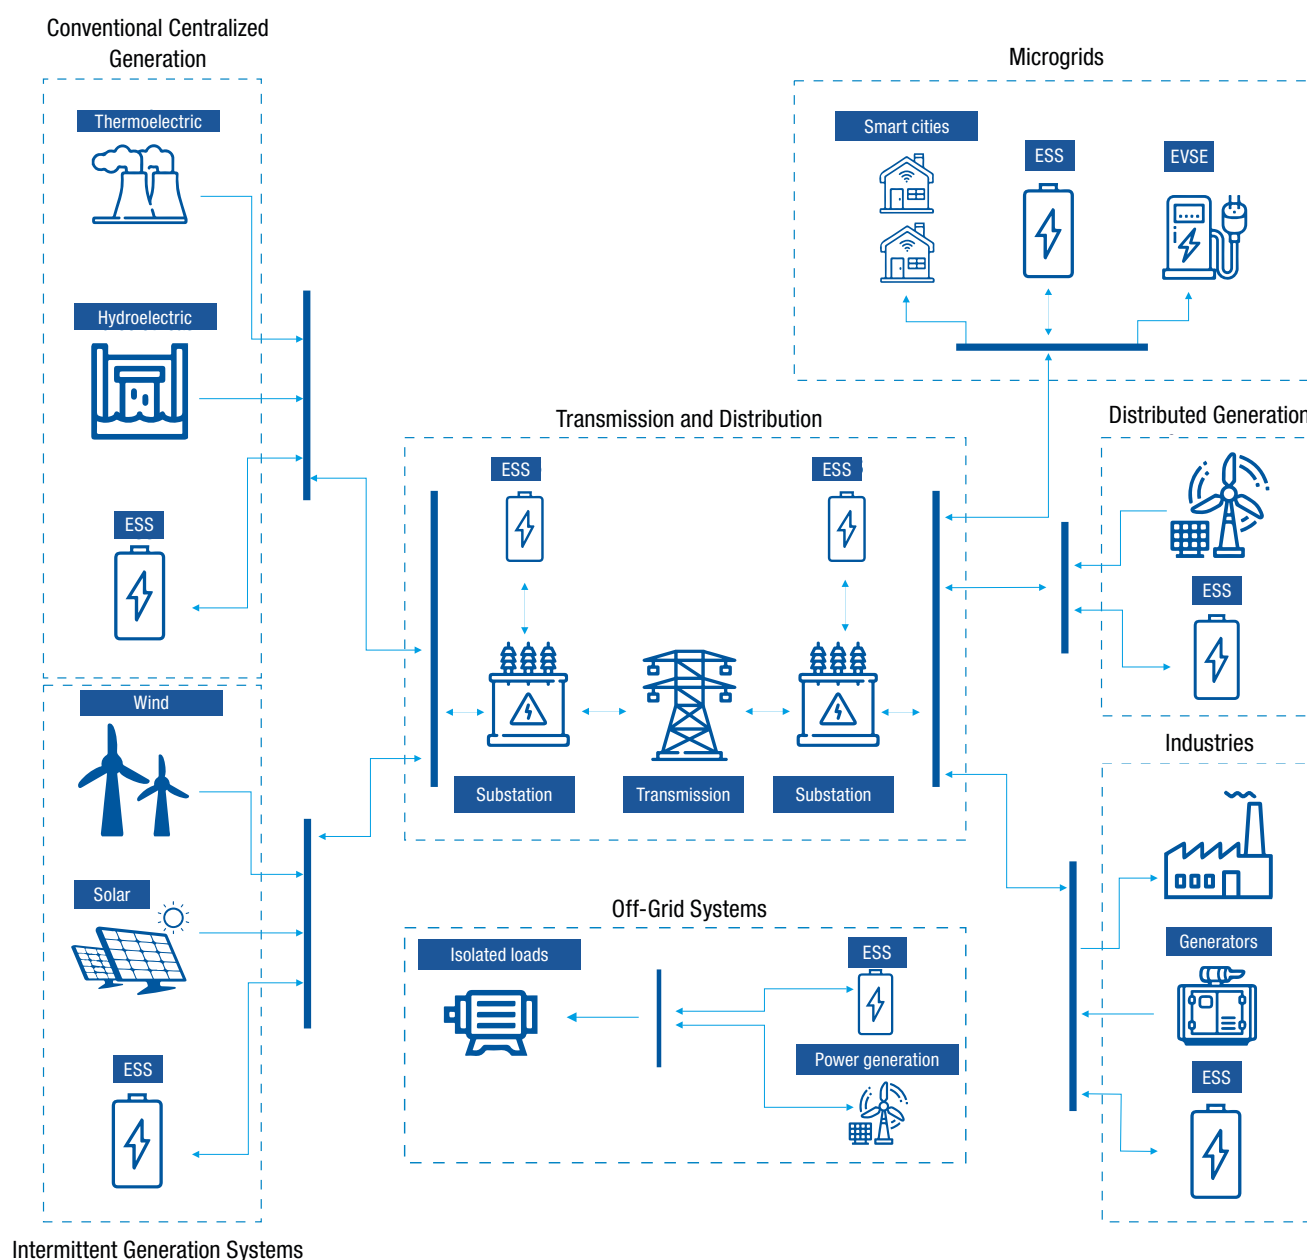 Conventional Centralized
Generation
Thermoelectric
Hydroelectric
ESS
Wind
Solar
ESS
Intermittent Generation Systems
Transmission and Distribution
ESS
ESS
Substation
Transmission
Substation
Off-Grid Systems
Isolated loads
ESS
Power generation
Microgrids
Smart cities
ESS
EVSE
Distributed Generation
ESS
Industries
Generators
ESS